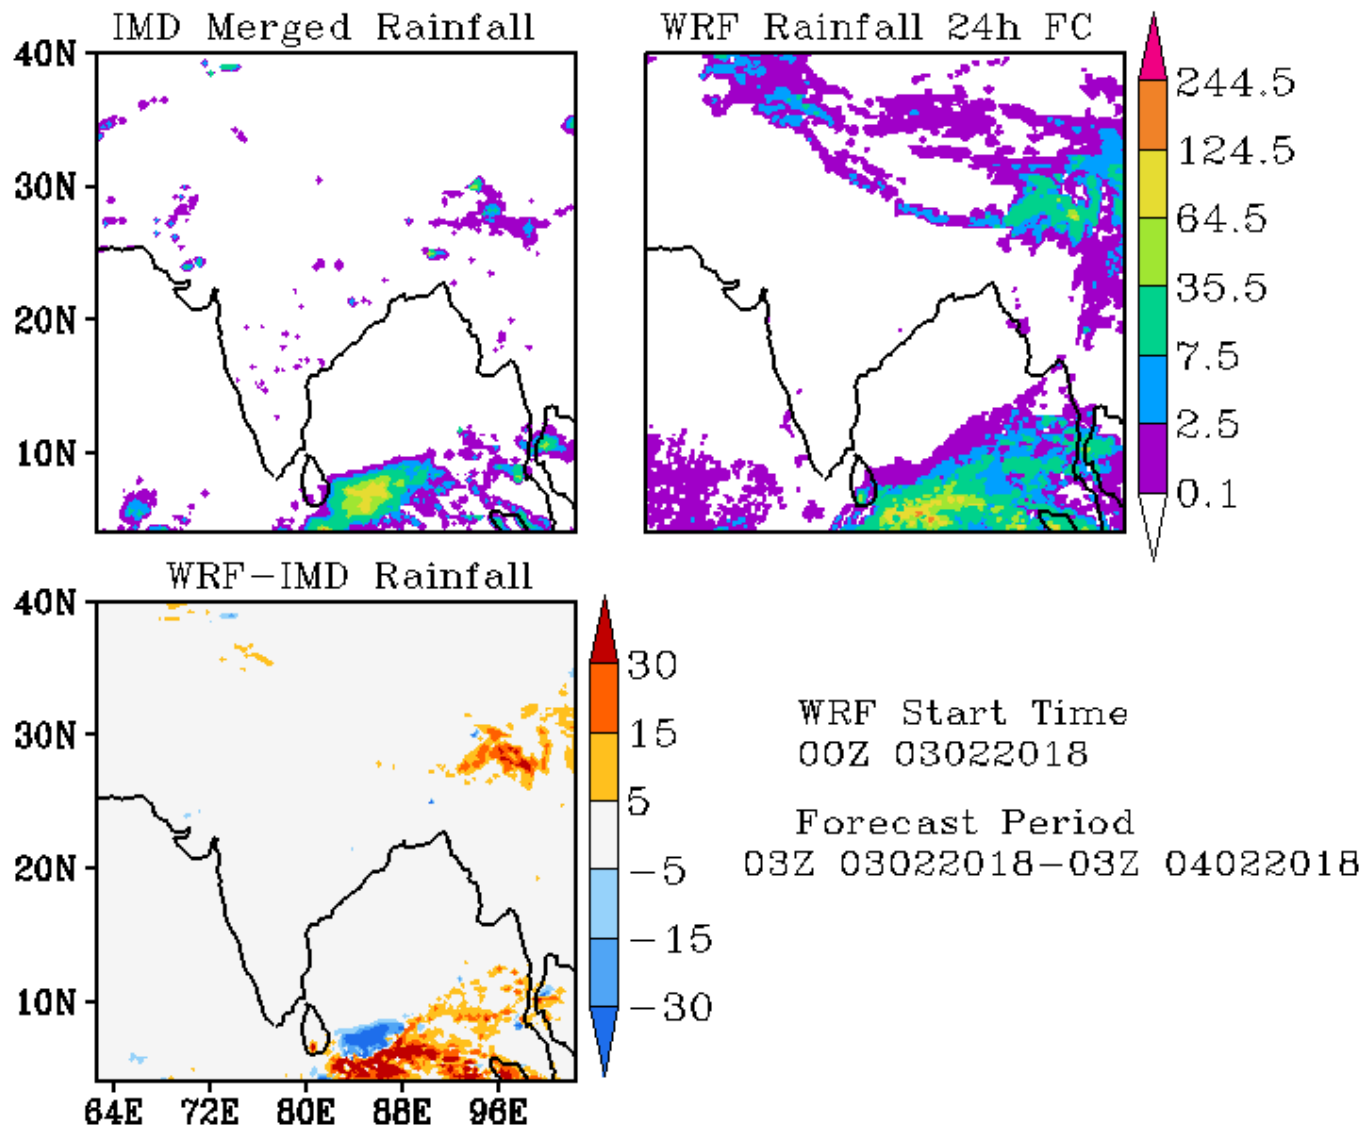 IMD Merged Rainfall
WRF Rainfall 24h FC
40N
30N
20N
10N
244.5
124.5
64.5
35.5
7.5
2.5
0.1
WRF-IMD Rainfall
40N
30N
20N
10N
64E 72E 80E 88E 96E
30
15
5
-5
-15
-30
WRF Start Time
00Z 03022018
Forecast Period
03Z 03022018-03Z 04022018